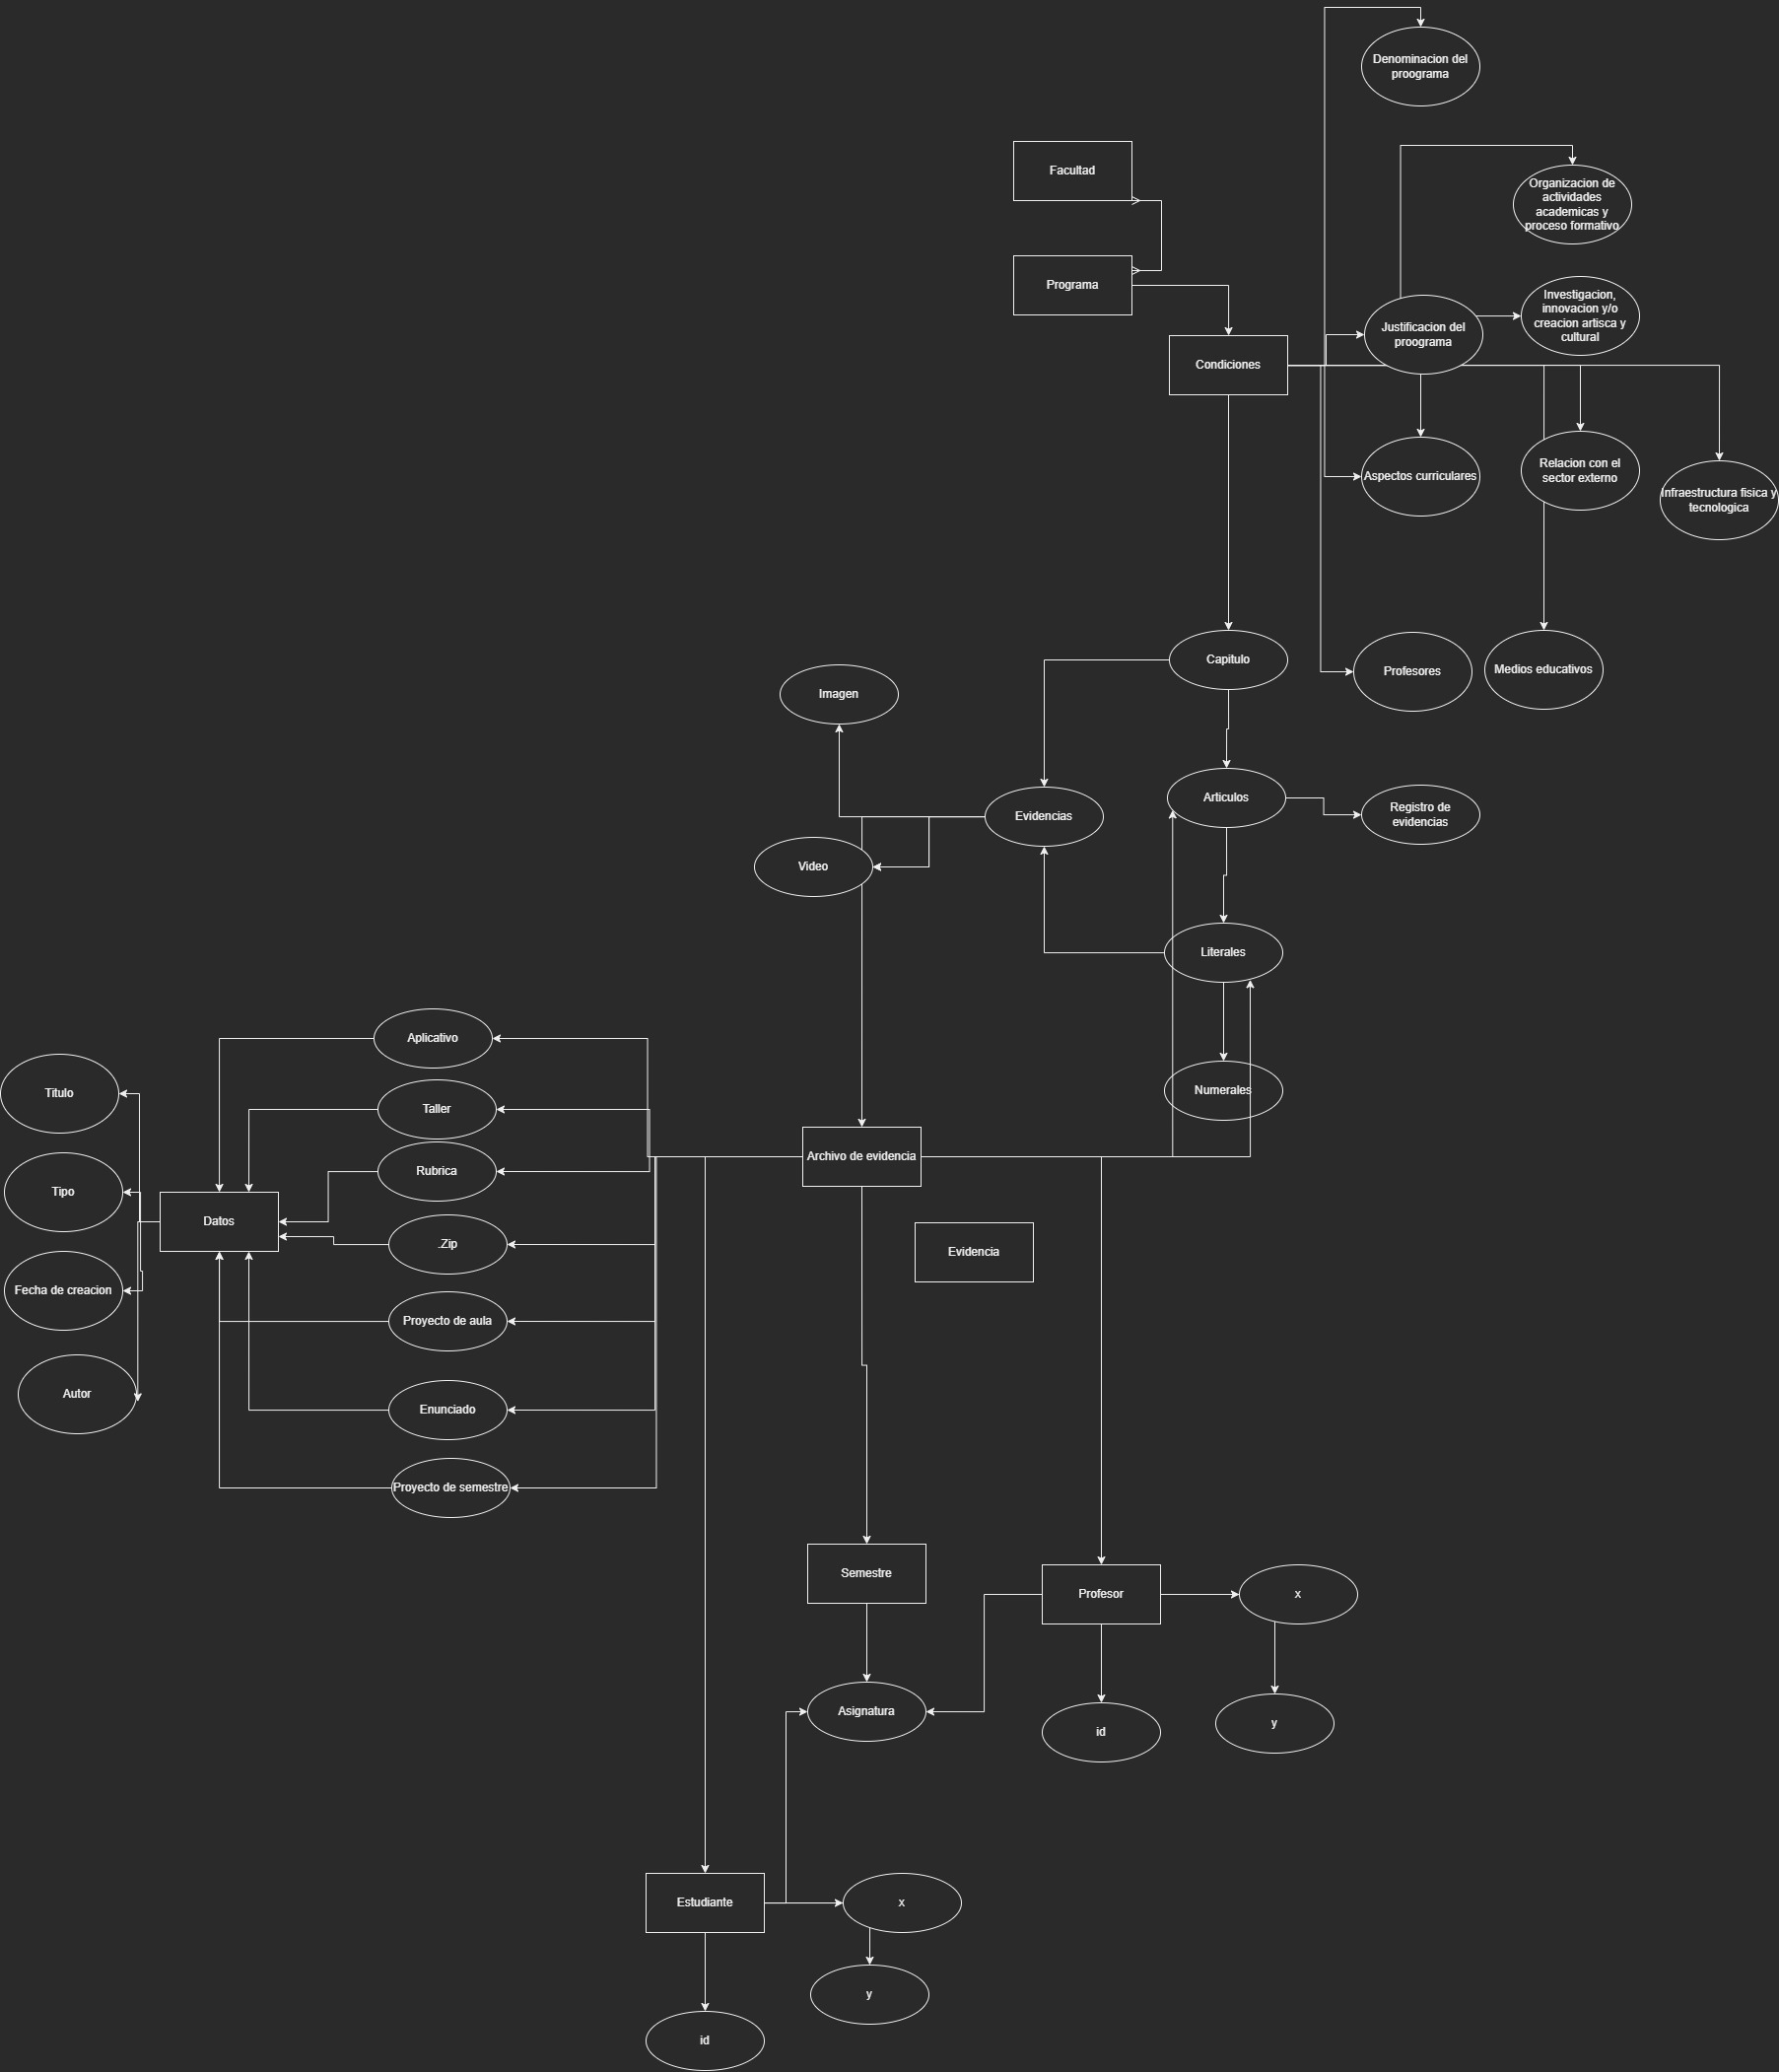 Denominacion del
proograma
Facultad
Organizacion de
actividades
academicas y
proceso formativo
Programa
Investigacion,
innovacion y/o
creacion artisca y
cultural
Justificacion del
proograma
Condiciones
Aspectos curriculares
Relacion con el
sector externo
Infraestructura fisica y
tecnologica
Capitulo
Profesores
Medios educativos
Imagen
Evidencias
Articulos
Registro de
evidencias
Video
Literales
Aplicativo
Titulo
Taller
Numerales
Archivo de evidencia
Rubrica
Tipo
Datos
.Zip
Evidencia
Fecha de creacion
Proyecto de aula
Autor
Enunciado
Proyecto de semestre
Semestre
Profesor
x
Asignatura
id
y
Estudiante
x
y
id